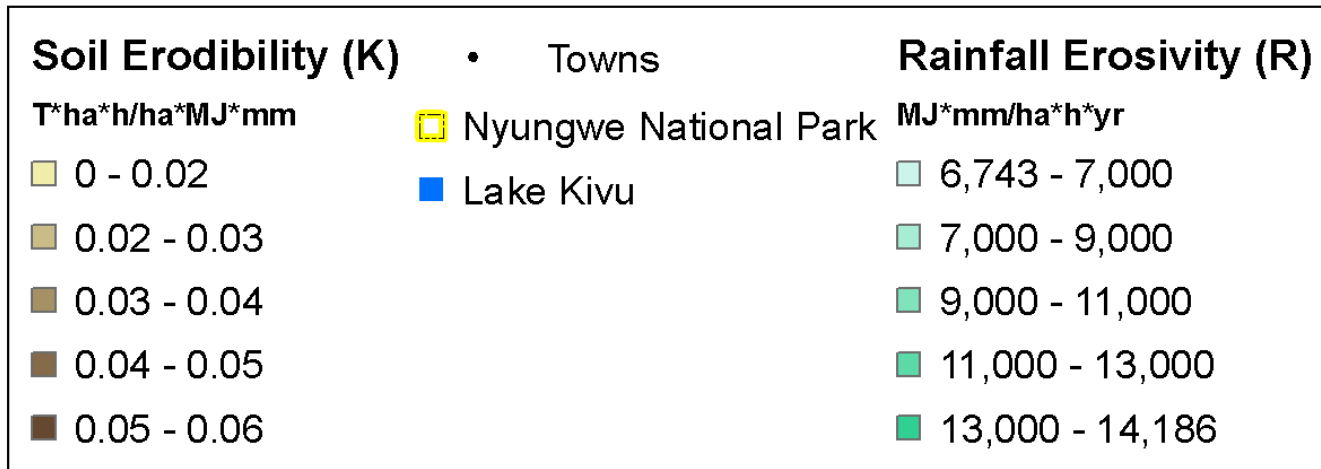 Soil Erodibility (K)
T*ha*h/ha*MJ*mm
0 - 0.02
0.02 - 0.03
0.03 - 0.04
0.04 - 0.05
0.05 - 0.06
Towns
Nyungwe National Park
Lake Kivu
Rainfall Erosivity (R)
MJ*mm/ha*h*yr
6,743 - 7,000
7,000 - 9,000
9,000 - 11,000
11,000 - 13,000
13,000 - 14,186